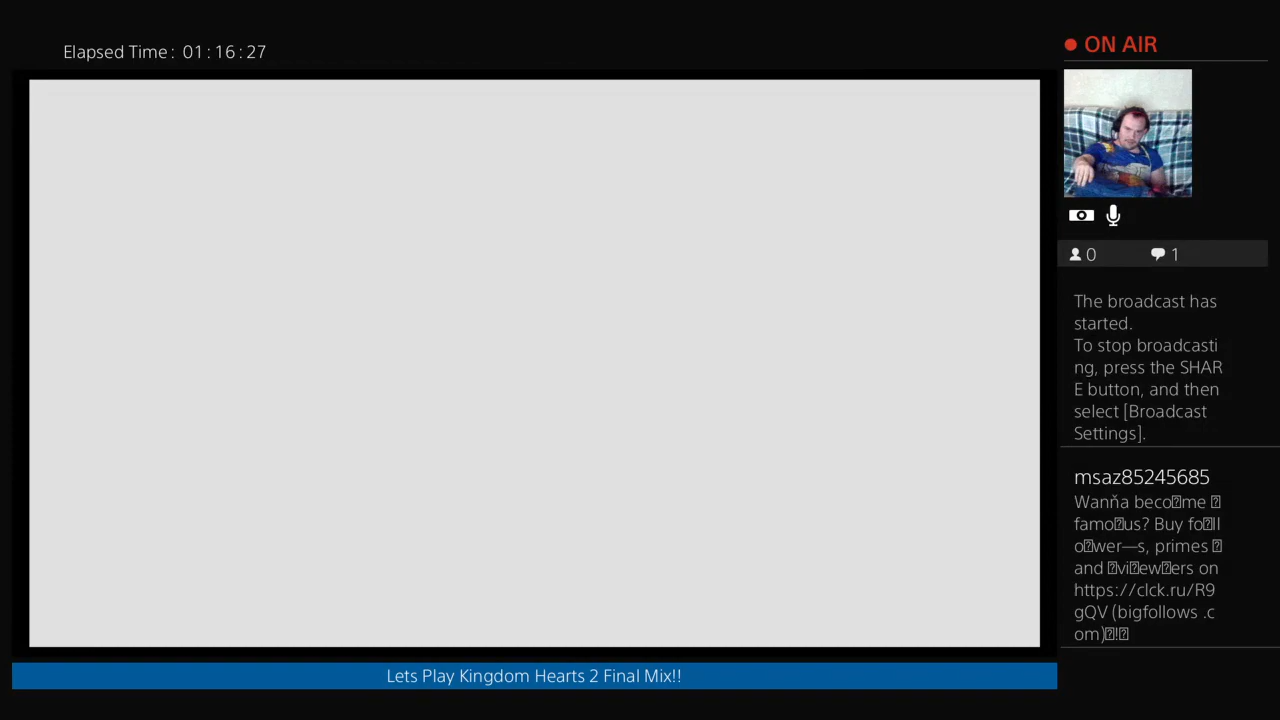 Elapsed Time: 01:16:27
ON AIR
0 1
The broadcast has
started.
To stop broadcasti
ng, press the SHAR
E button, and then
select [Broadcast
Settings].
msaz85245685
Wanňa beco⍰me ⍰
famo⍰us? Buy fo⍰ll
o⍰wer—s, primes ⍰
and ⍰vi⍰ew⍰ers on
https://clck.ru/R9
gQV (bigfollows .c
om)⍰!⍰
Lets Play Kingdom Hearts 2 Final Mix!!